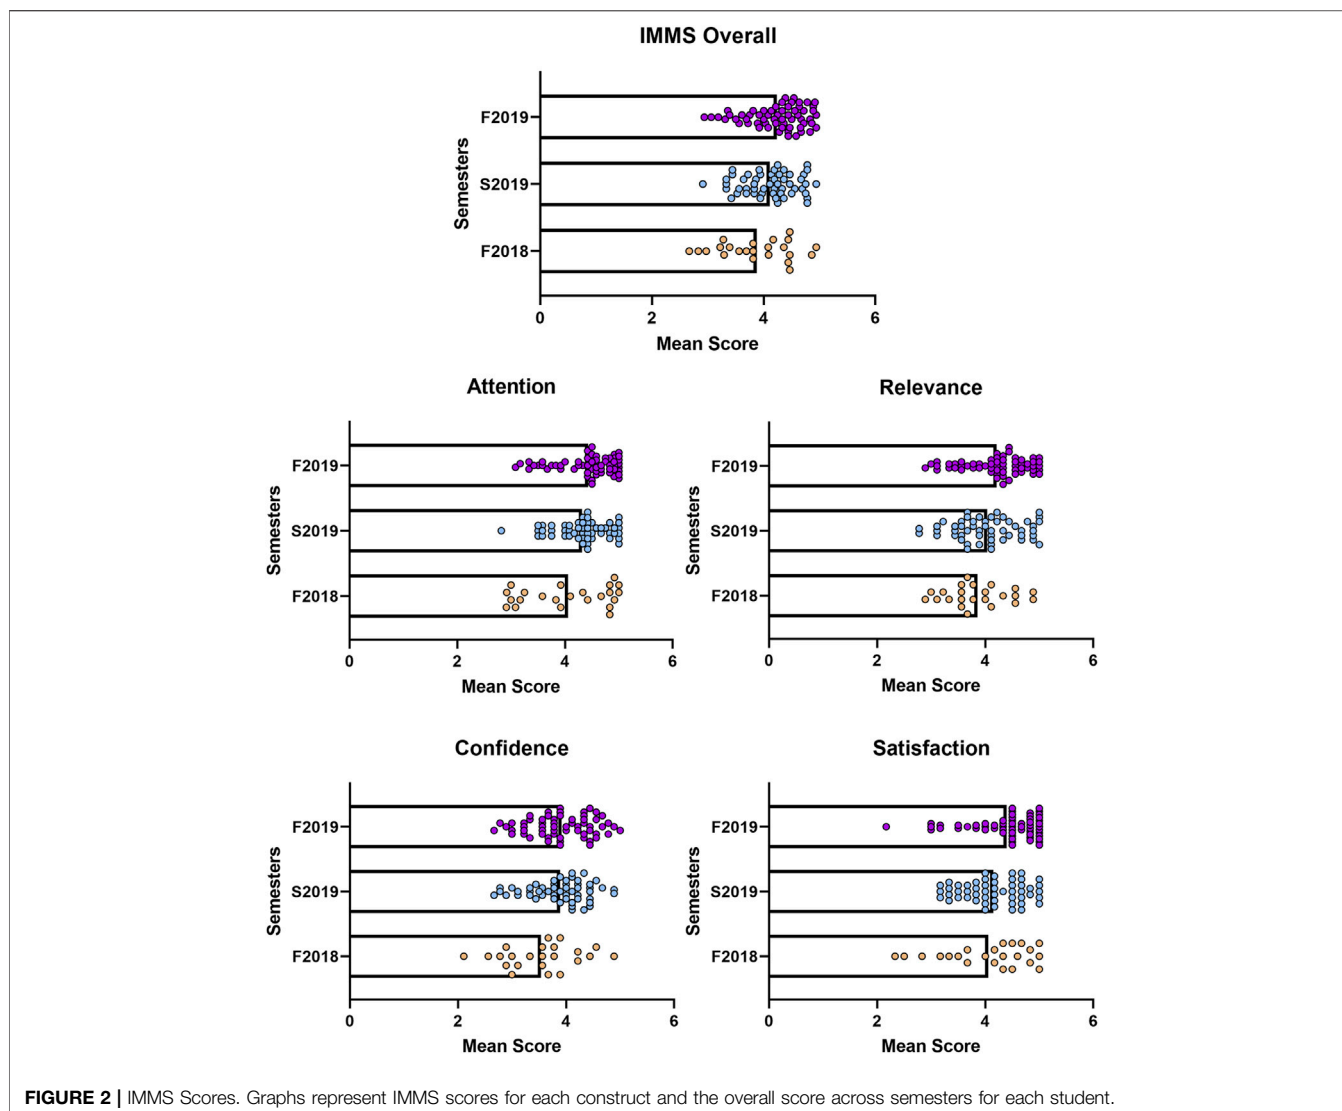 IMMS Overall
Semesters
F2019
S2019
F2018
0 2 4 6
Mean Score
Attention
Semesters
F2019
S2019
F2018
0 2 4 6
Mean Score
Relevance
Semesters
F2019
S2019
F2018
0 2 4 6
Mean Score
Confidence
Semesters
F2019
S2019
F2018
0 2 4 6
Mean Score
Satisfaction
Semesters
F2019
S2019
F2018
0 2 4 6
Mean Score
FIGURE 2 | IMMS Scores. Graphs represent IMMS scores for each construct and the overall score across semesters for each student.